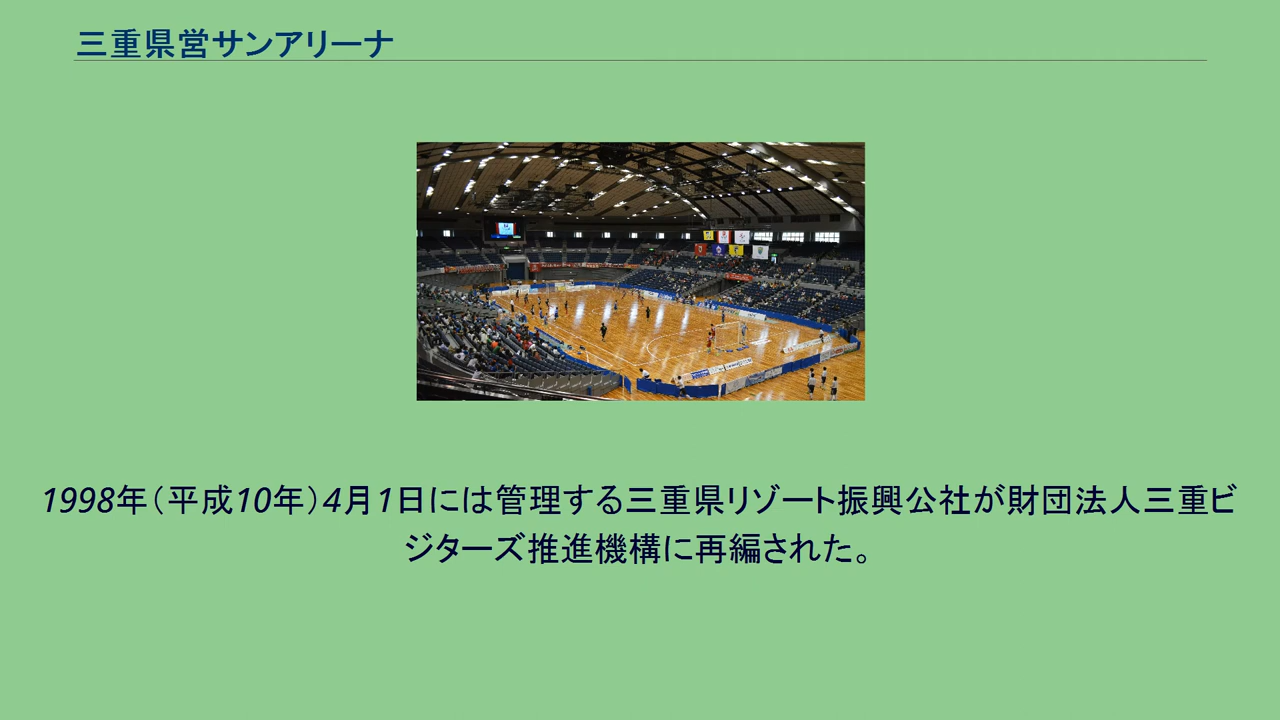 三重県営サンアリーナ
1998年（平成10年）4月1日には管理する三重県リゾート振興公社が財団法人三重ビ
ジターズ推進機構に再編された。